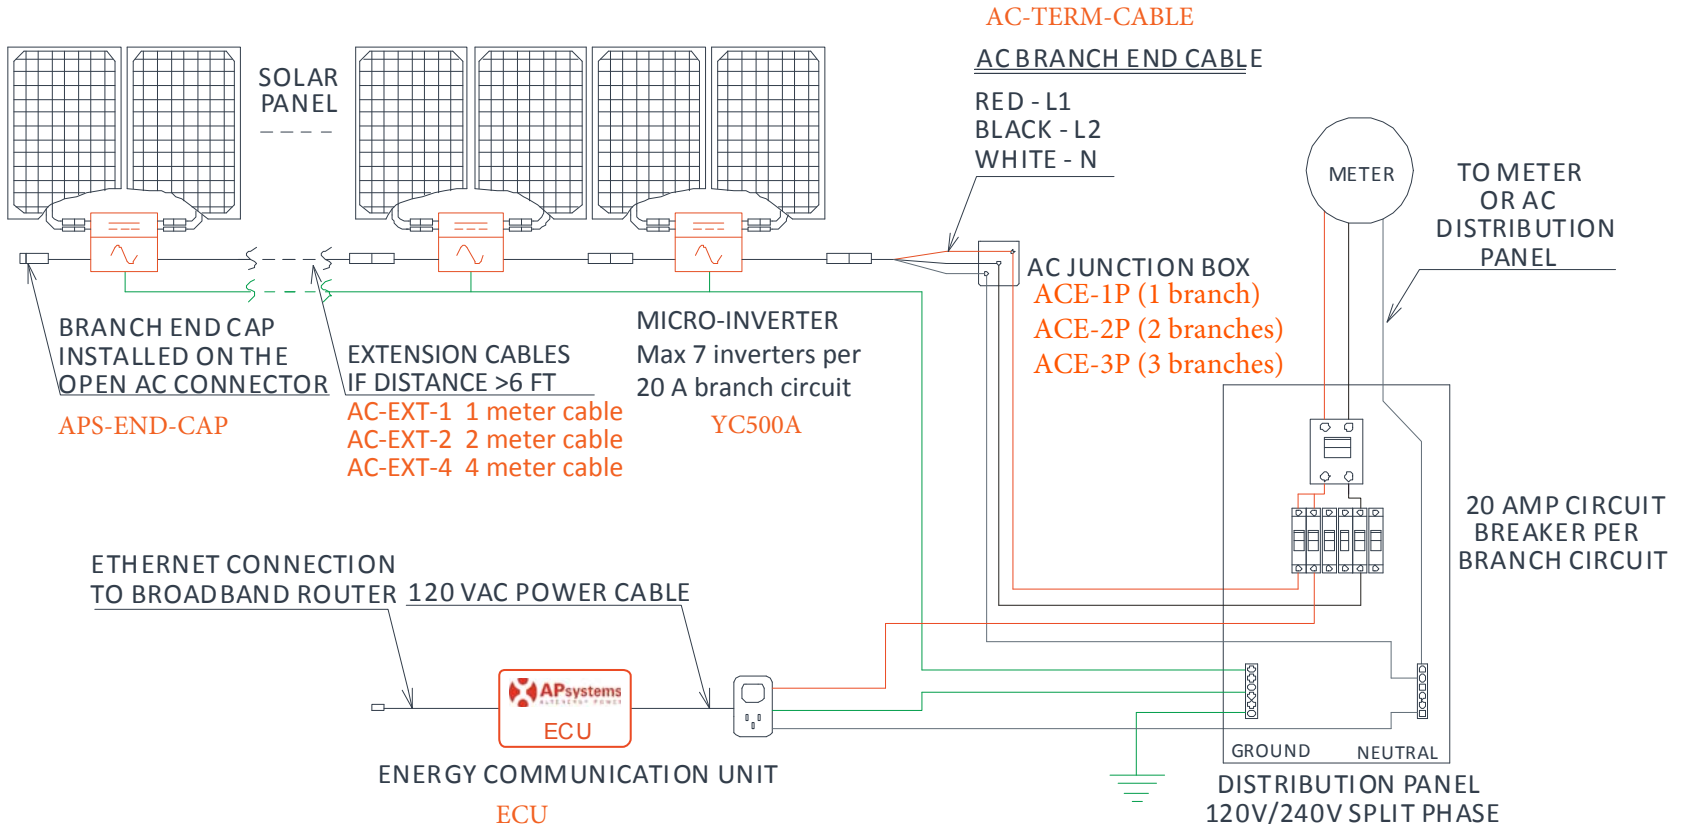 AC-TERM-CABLE
AC BRANCH END CABLE
RED - L1
BLACK - L2
WHITE - N
SOLAR
PANEL
METER
TO METER
OR AC
DISTRIBUTION
PANEL
AC JUNCTION BOX
ACE-1P (1 branch)
ACE-2P (2 branches)
ACE-3P (3 branches)
BRANCH END CAP
INSTALLED ON THE
OPEN AC CONNECTOR
APS-END-CAP
EXTENSION CABLES
IF DISTANCE >6 FT
AC-EXT-1 1 meter cable
AC-EXT-2 2 meter cable
AC-EXT-4 4 meter cable
MICRO-INVERTER
Max 7 inverters per
20 A branch circuit
YC500A
20 AMP CIRCUIT
BREAKER PER
BRANCH CIRCUIT
ETHERNET CONNECTION
TO BROADBAND ROUTER
120 VAC POWER CABLE
APsystems
ALTENERGY POWER
ECU
ENERGY COMMUNICATION UNIT
ECU
GROUND
NEUTRAL
DISTRIBUTION PANEL
120V/240V SPLIT PHASE